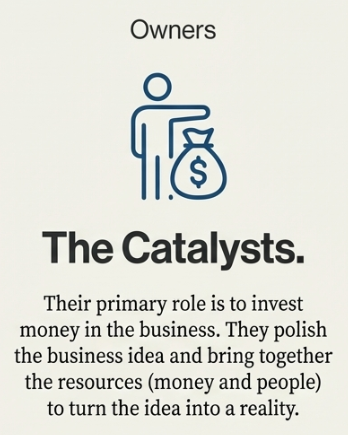 Owners
$
The Catalysts.
Their primary role is to invest
money in the business. They polish
the business idea and bring together
the resources (money and people)
to turn the idea into a reality.